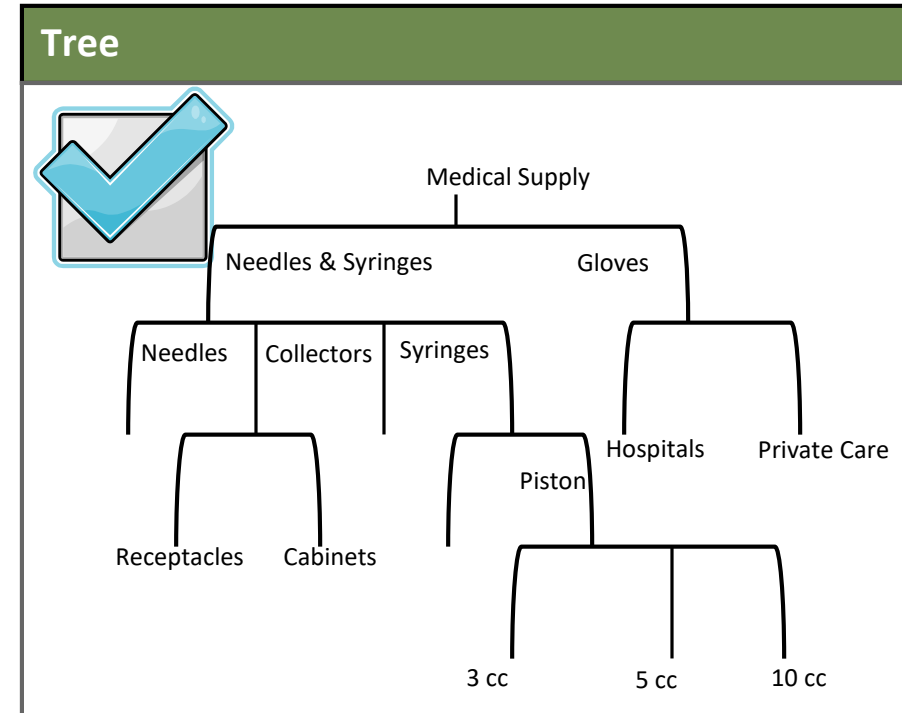 Tree
Medical Supply
Needles & Syringes
Gloves
Needles
Collectors
Syringes
Hospitals
Private Care
Piston
Receptacles
Cabinets
3 cc
5 cc
10 cc